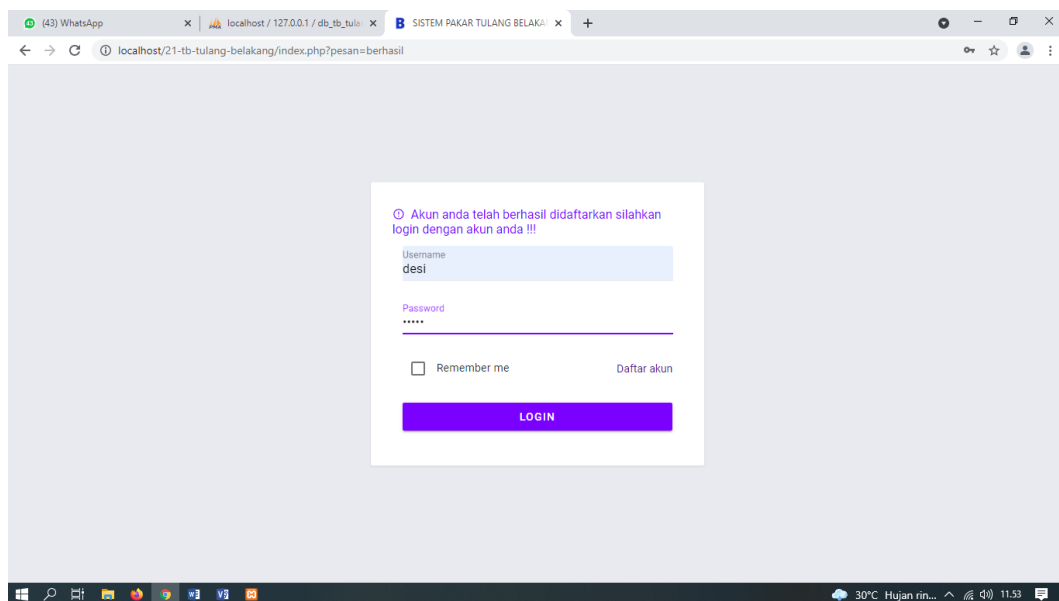 (43) WhatsApp
localhost / 127.0.0.1 / db_tb_tula
SISTEM PAKAR TULANG BELAKA
localhost/21-tb-tulang-belakang/index.php?pesan=berhasil
Akun anda telah berhasil didaftarkan silahkan
login dengan akun anda !!!
Username
desi
Password
•••••
Remember me
Daftar akun
LOGIN
30°C Hujan rin...
11.53